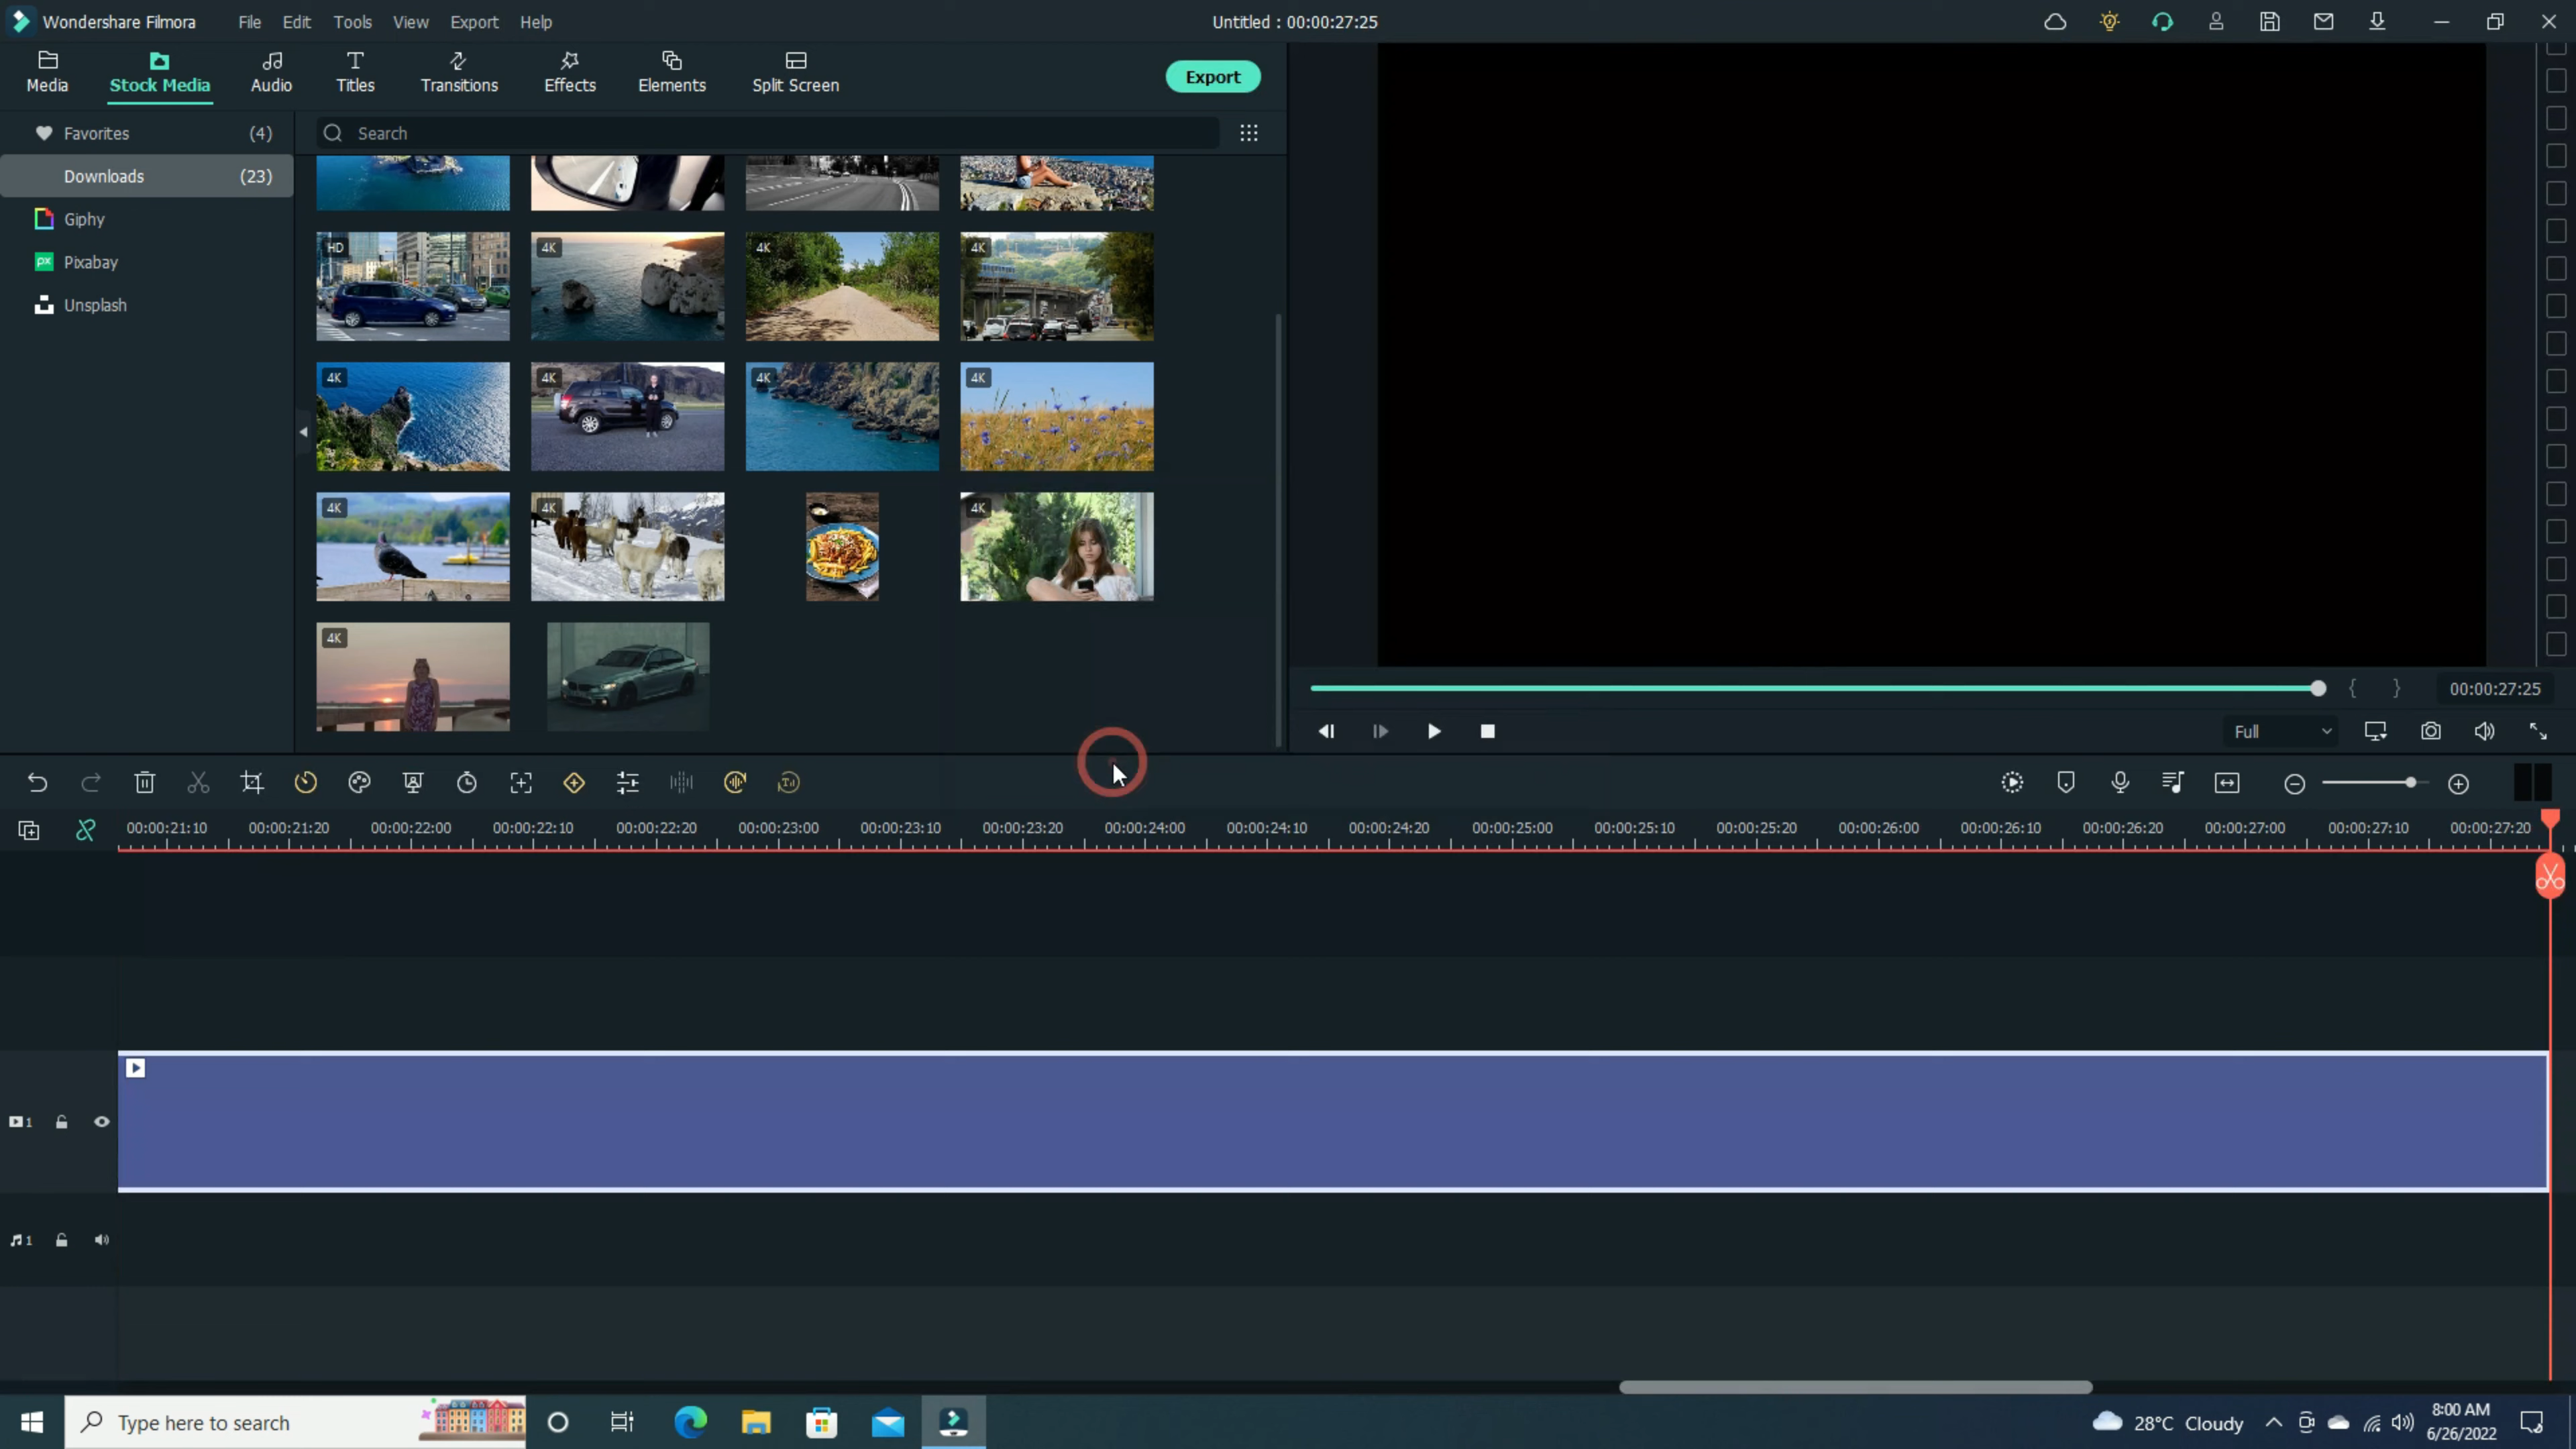 Wondershare Filmora File Edit Tools View Export Help Untitled : 00:00:27:25
Media Stock Media Audio Titles Transitions Effects Elements Split Screen Export
Favorites (4) Search
Downloads (23)
Giphy
Pixabay
Unsplash
HD 4K 4K 4K
4K 4K 4K 4K
4K 4K 4K
4K
{ } 00:00:27:25
Full
00:00:21:10 00:00:21:20 00:00:22:00 00:00:22:10 00:00:22:20 00:00:23:00 00:00:23:10 00:00:23:20 00:00:24:00 00:00:24:10 00:00:24:20 00:00:25:00 00:00:25:10 00:00:25:20 00:00:26:00 00:00:26:10 00:00:26:20 00:00:27:00 00:00:27:10 00:00:27:20
1
1
Type here to search 28°C Cloudy 8:00 AM
6/26/2022